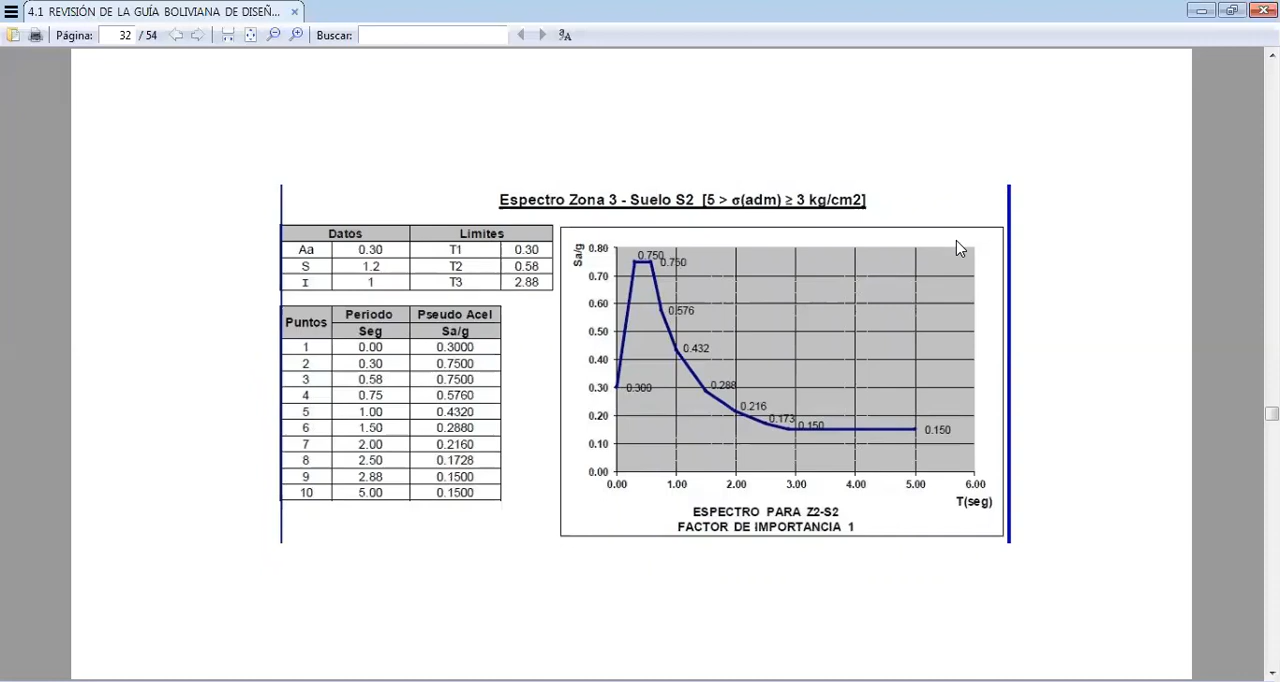 4.1 REVISIÓN DE LA GUÍA BOLIVIANA DE DISEÑ...
Página: 32 / 54 Buscar:
Espectro Zona 3 - Suelo S2 [5 > σ(adm) ≥ 3 kg/cm2]
Datos Limites
Aa 0.30 T1 0.30
S 1.2 T2 0.58
I 1 T3 2.88
Puntos Periodo Pseudo Acel
Seg Sa/g
1 0.00 0.3000
2 0.30 0.7500
3 0.58 0.7500
4 0.75 0.5760
5 1.00 0.4320
6 1.50 0.2880
7 2.00 0.2160
8 2.50 0.1728
9 2.88 0.1500
10 5.00 0.1500
Sa/g
0.80
0.70
0.60
0.50
0.40
0.30
0.20
0.10
0.00
0.750
0.750
0.576
0.432
0.300
0.288
0.216
0.173
0.150
0.150
0.00 1.00 2.00 3.00 4.00 5.00 6.00
T(seg)
ESPECTRO PARA Z2-S2
FACTOR DE IMPORTANCIA 1